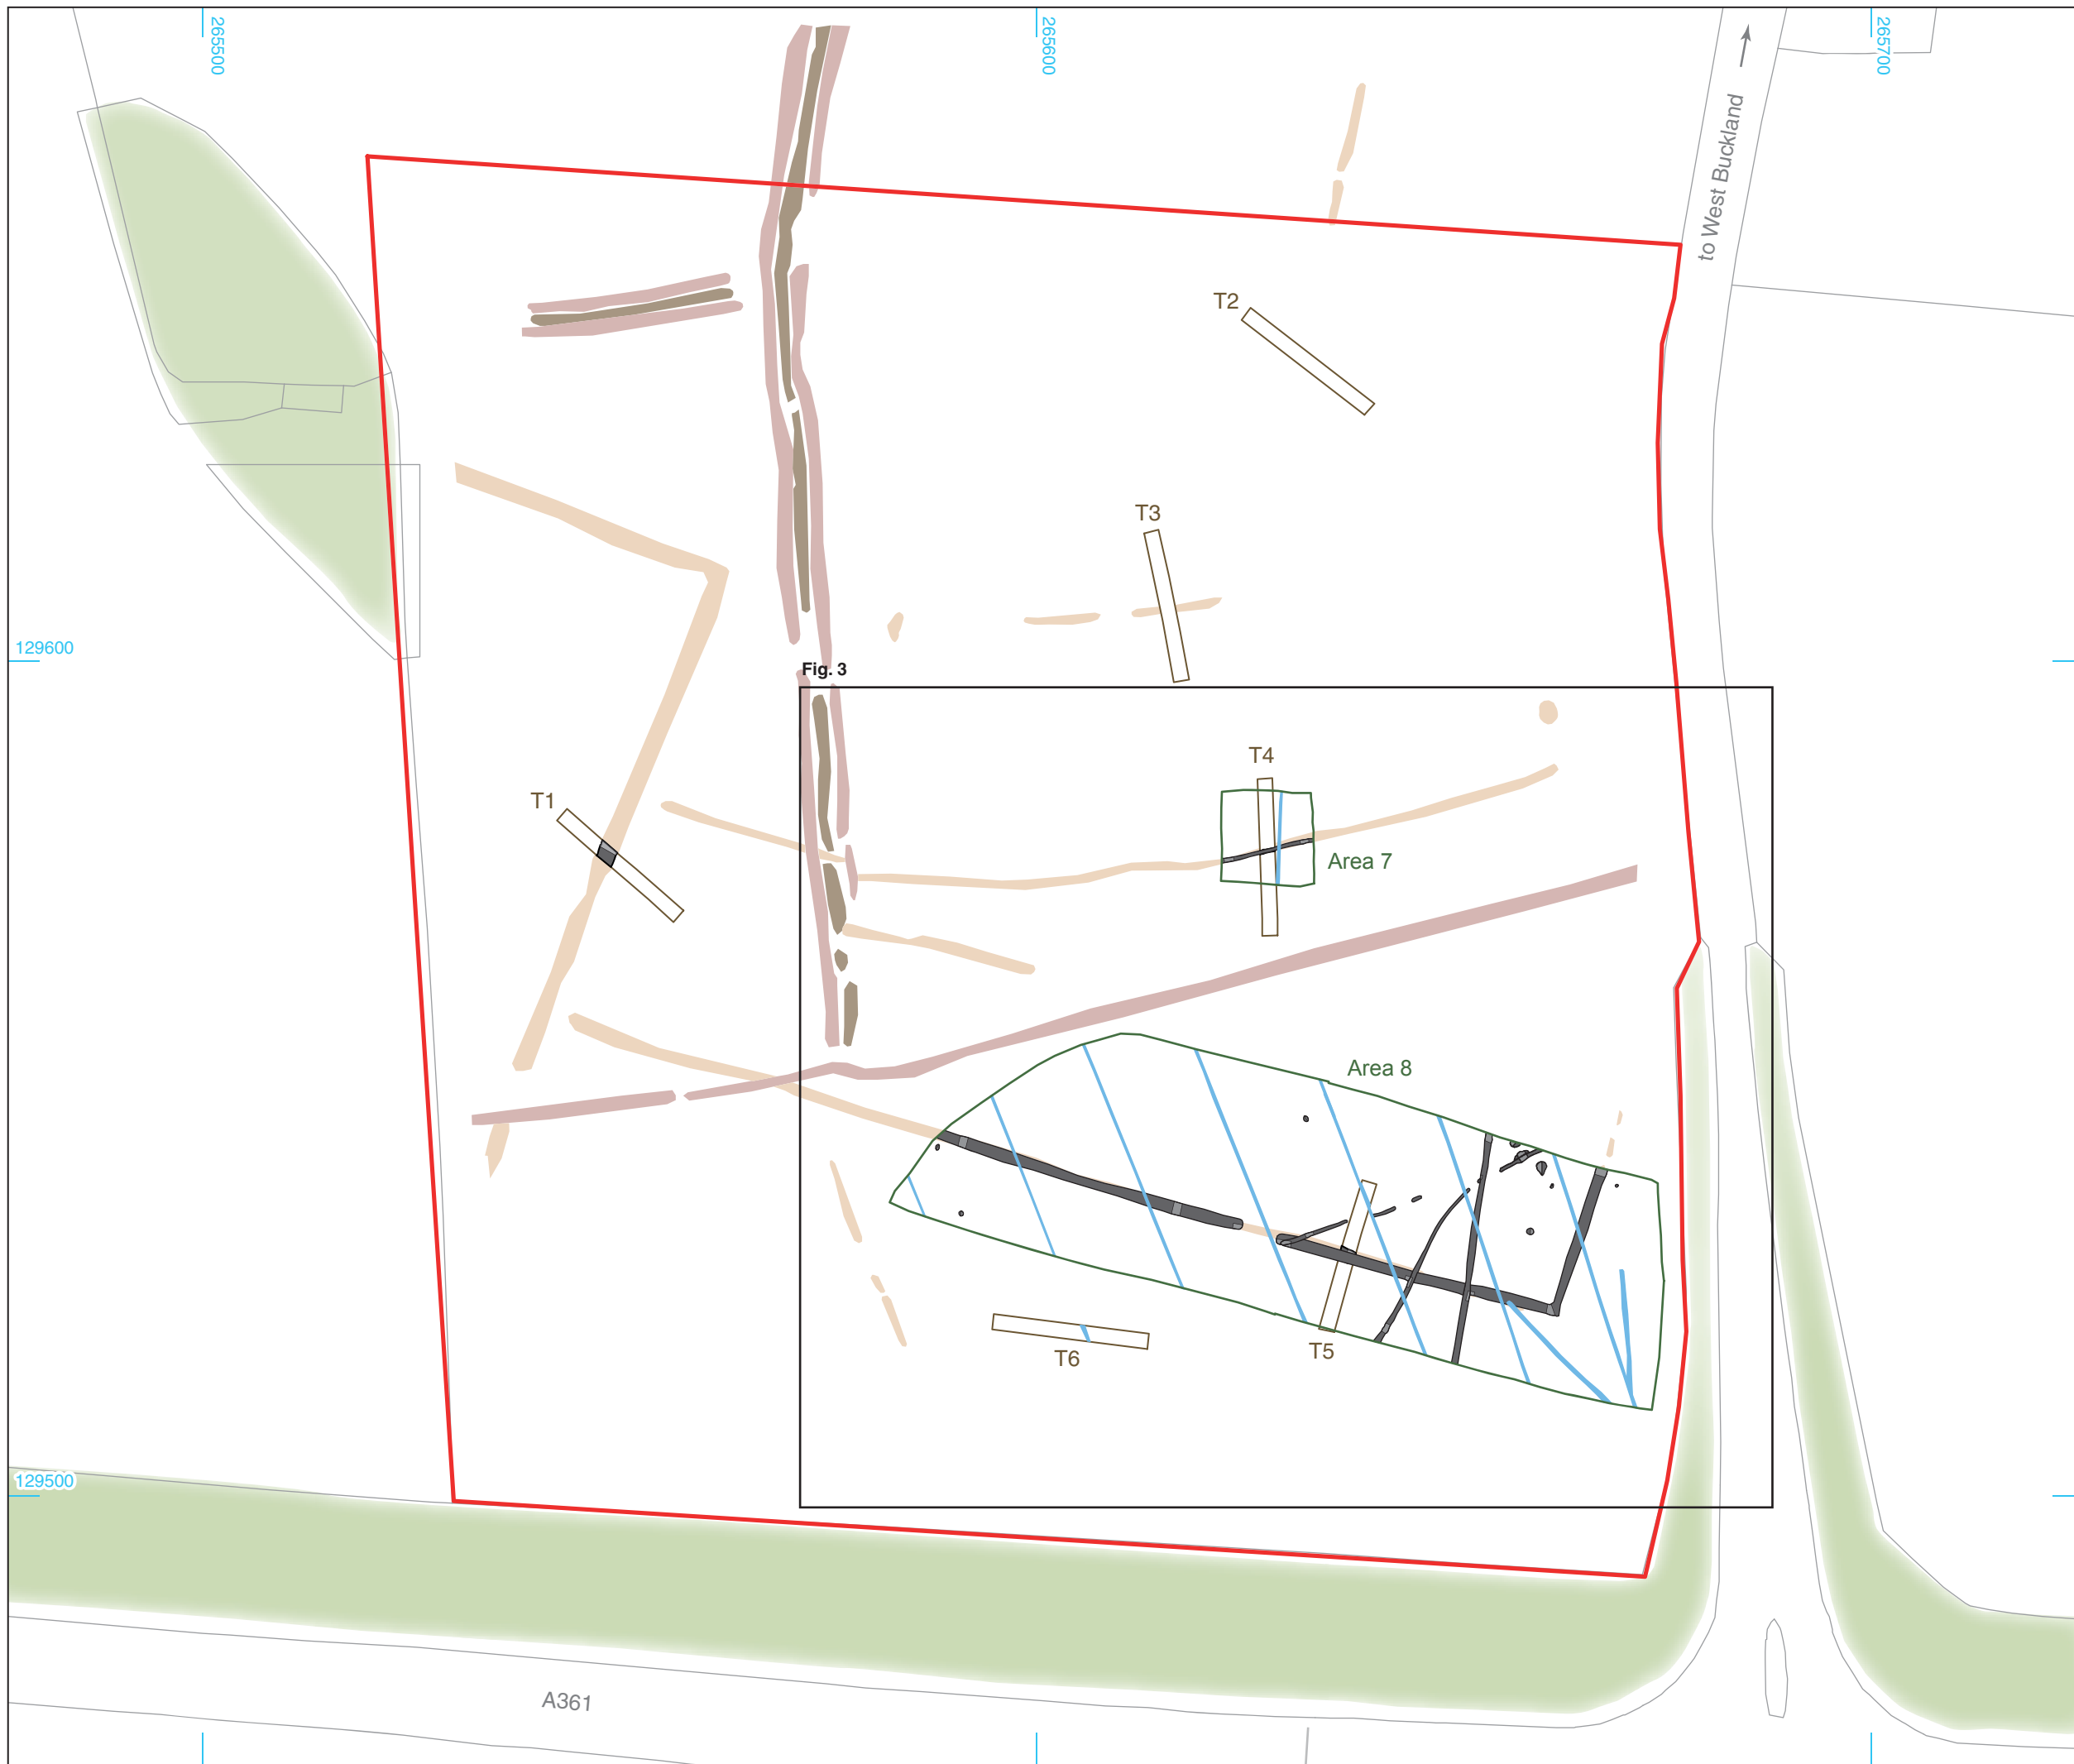 265500
265600
265700
to West Buckland
T2
T3
129600
Fig. 3
T4
T1
Area 7
Area 8
T5
T6
129500
A361